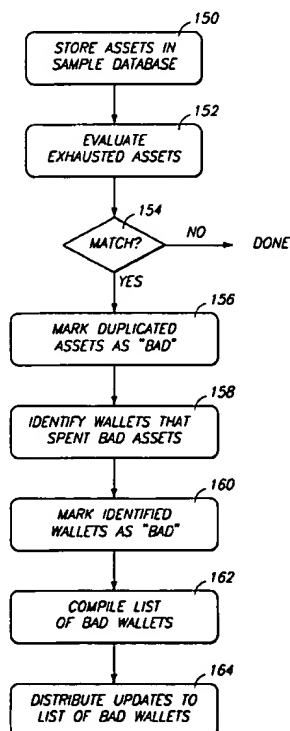 150
STORE ASSETS IN
SAMPLE DATABASE
152
EVALUATE
EXHAUSTED ASSETS
154
MATCH?
NO
DONE
YES
156
MARK DUPLICATED
ASSETS AS "BAD"
158
IDENTIFY WALLETS THAT
SPENT BAD ASSETS
160
MARK IDENTIFIED
WALLETS AS "BAD"
162
COMPILE LIST
OF BAD WALLETS
164
DISTRIBUTE UPDATES TO
LIST OF BAD WALLETS